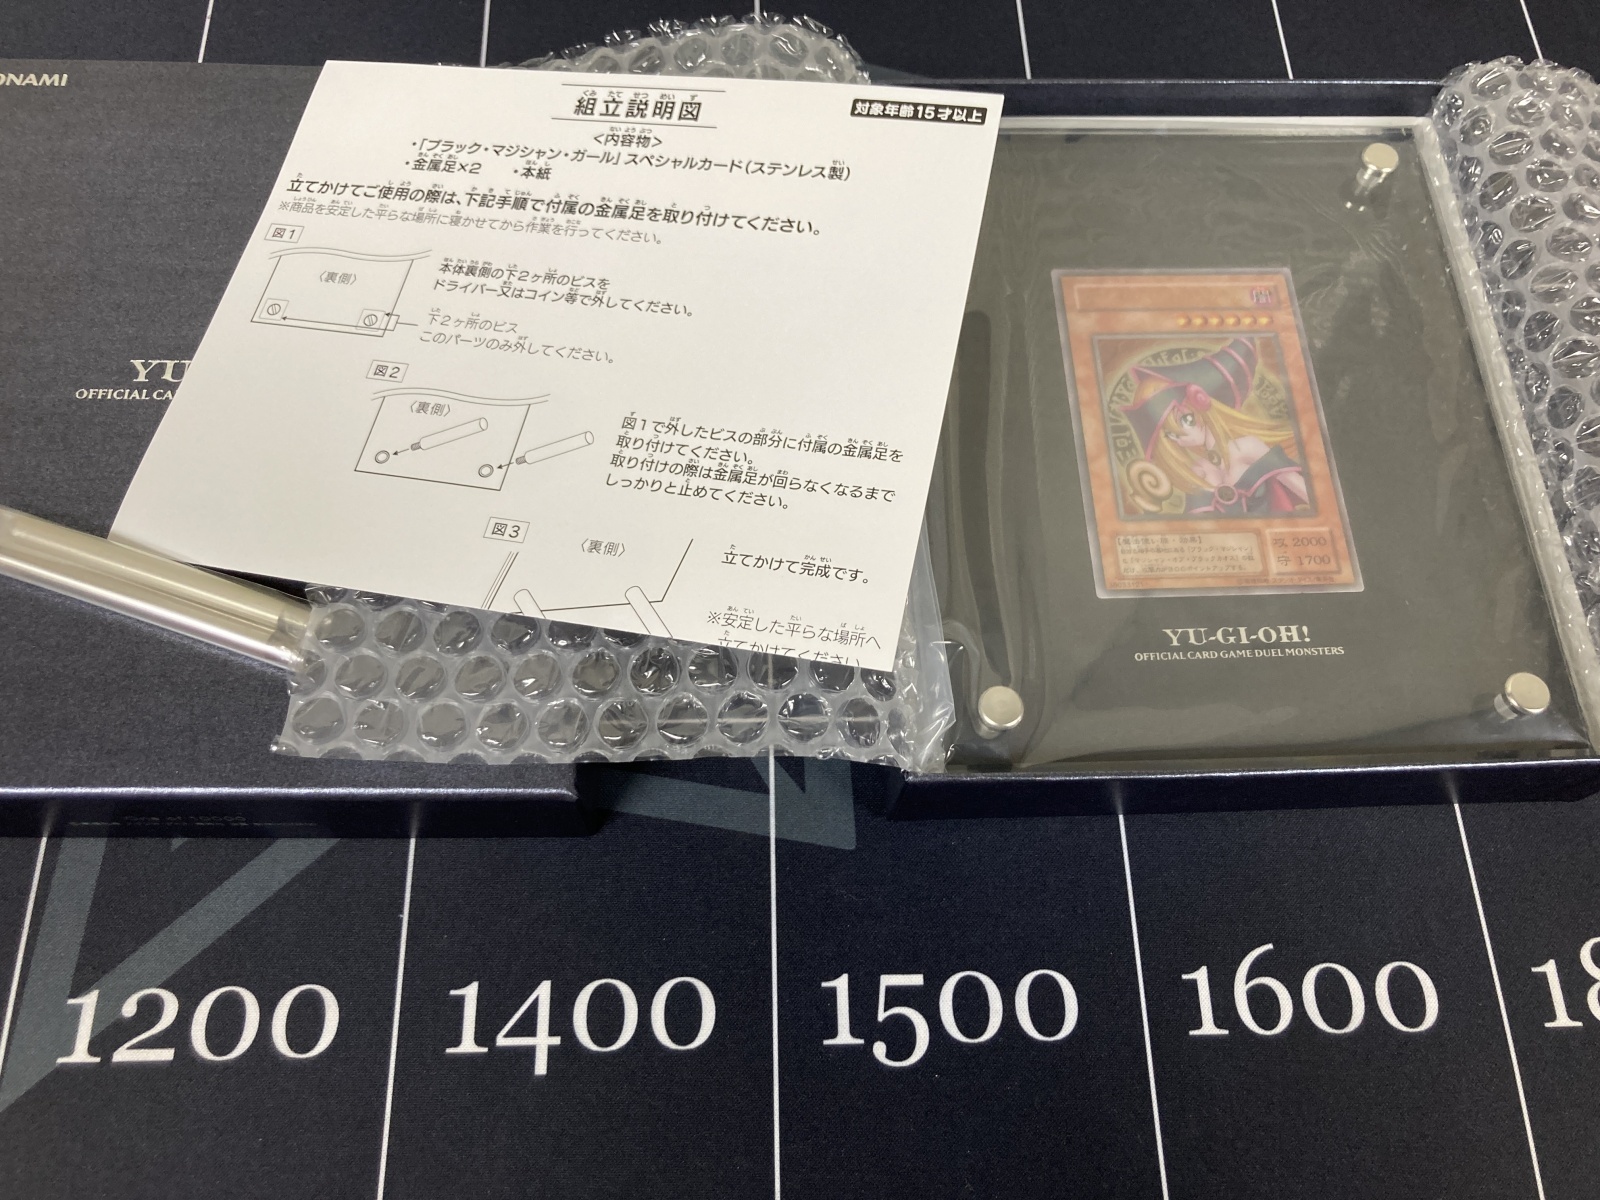 ONAMI
YU
OFFICIAL CA
組立説明図
対象年齢15才以上
<内容物>
・「ブラック・マジシャン・ガール」スペシャルカード(ステンレス製)
・金属足×2 ・本紙
立てかけてご使用の際は、下記手順で付属の金属足を取り付けてください。
※商品を安定した平らな場所に寝かせてから作業を行ってください。
図1
〈裏側〉
本体裏側の下2ヶ所のビスを
ドライバー又はコイン等で外してください。
下2ヶ所のビス
このパーツのみ外してください。
図2
〈裏側〉
図1で外したビスの部分に付属の金属足を
取り付けてください。
取り付けの際は金属足が回らなくなるまで
しっかりと止めてください。
図3
〈裏側〉
立てかけて完成です。
※安定した平らな場所へ
立てかけてください
攻 2000
守 1700
YU-GI-OH!
OFFICIAL CARD GAME DUEL MONSTERS
1200
1400
1500
1600
18